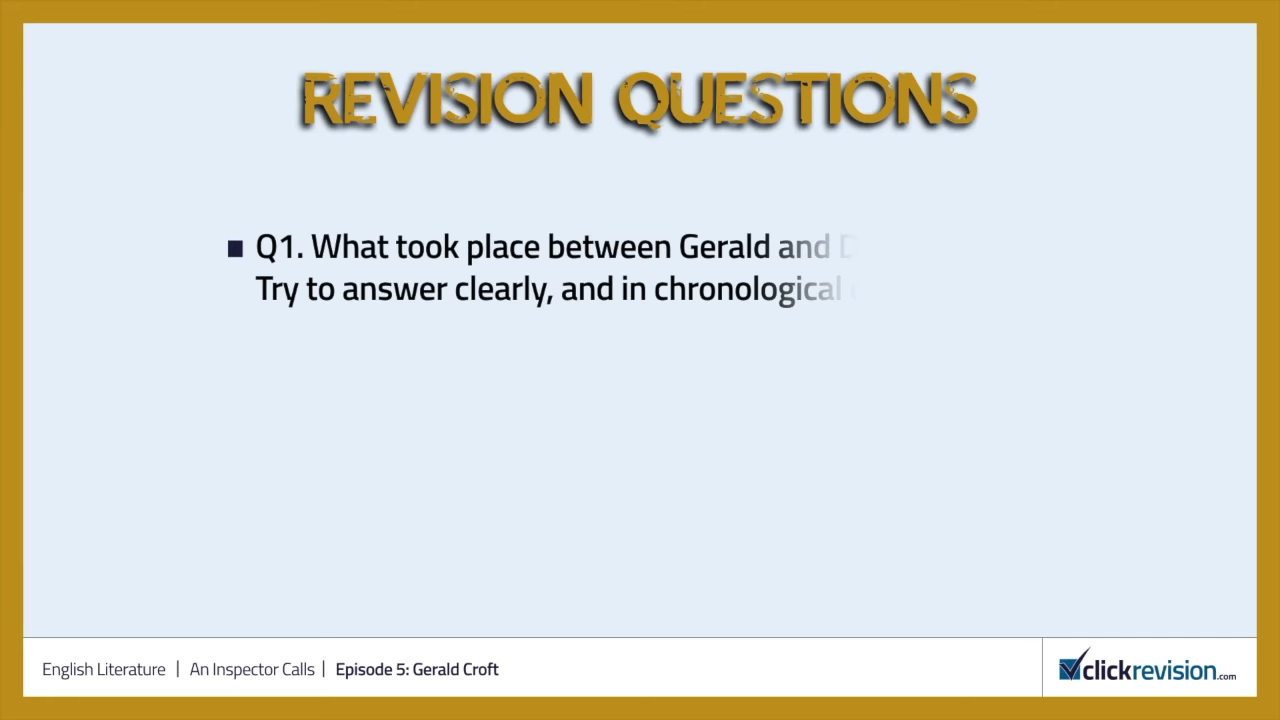 REVISION QUESTIONS
■ Q1. What took place between Gerald and
Try to answer clearly, and in chronological
English Literature | An Inspector Calls | Episode 5: Gerald Croft
clickrevision.com